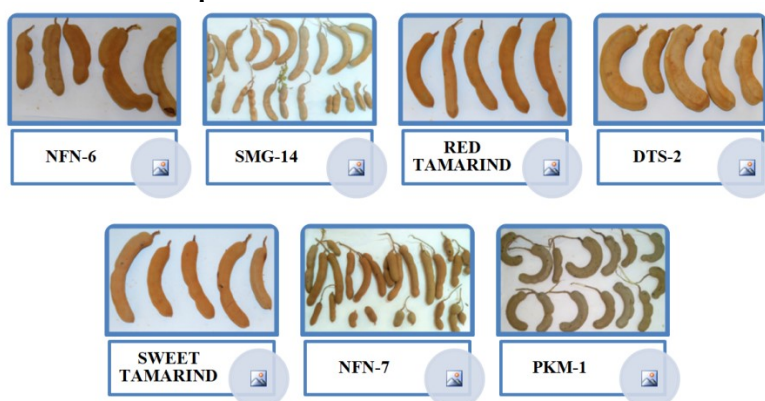 NFN-6
SMG-14
RED
TAMARIND
DTS-2
SWEET
TAMARIND
NFN-7
PKM-1